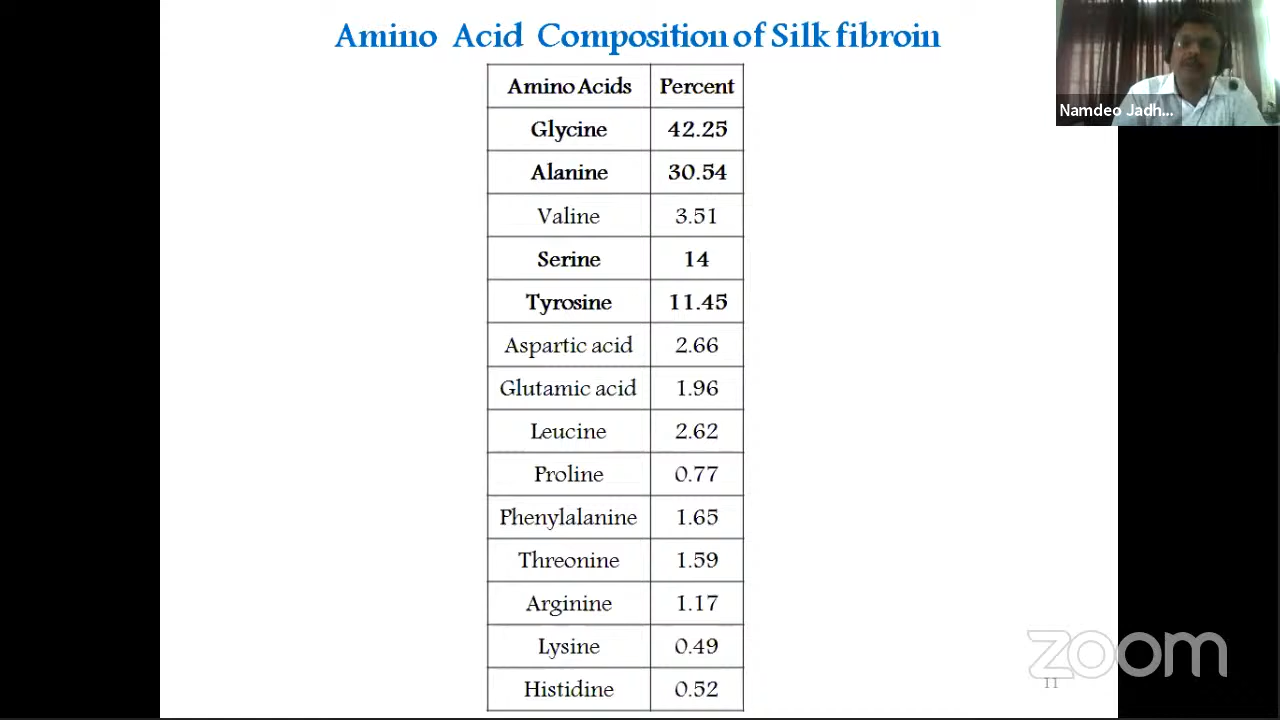 Amino Acid Composition of Silk fibroin
Amino Acids Percent
Glycine 42.25
Alanine 30.54
Valine 3.51
Serine 14
Tyrosine 11.45
Aspartic acid 2.66
Glutamic acid 1.96
Leucine 2.62
Proline 0.77
Phenylalanine 1.65
Threonine 1.59
Arginine 1.17
Lysine 0.49
Histidine 0.52
Namdeo Jadh...
zoom
11